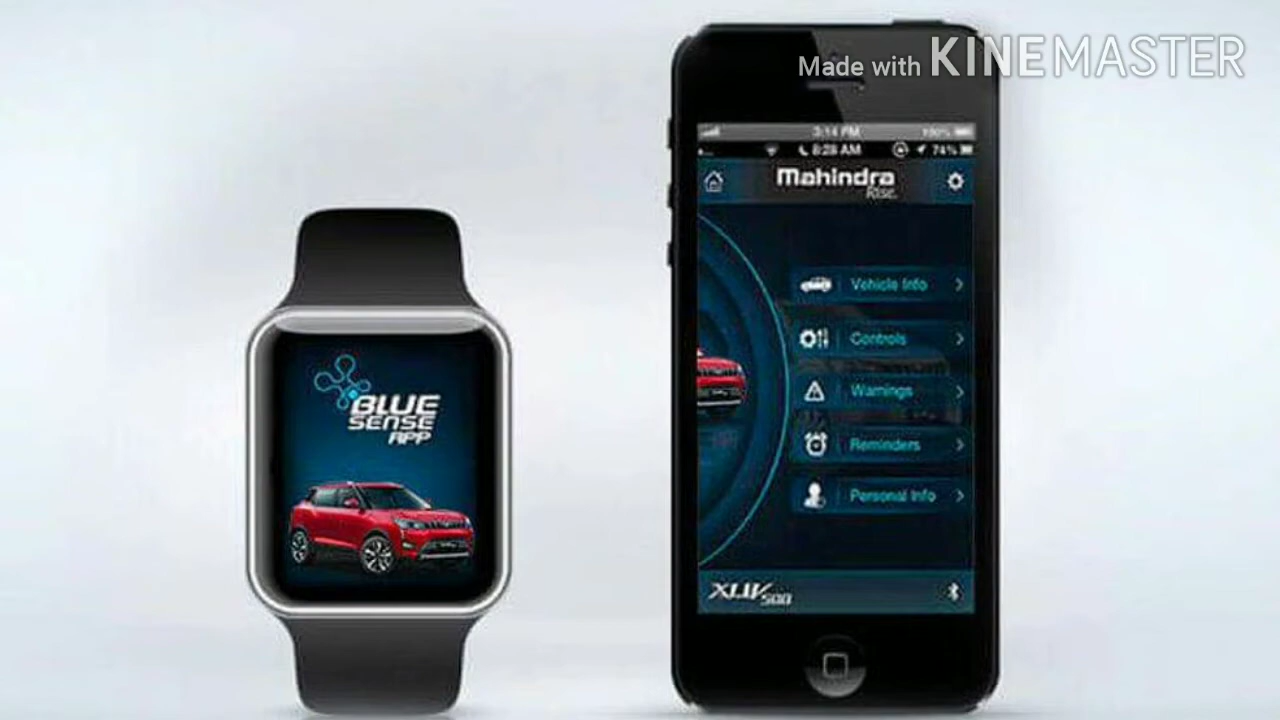 Made with KINEMASTER
3:14 PM 100%
8:28 AM 74%
Mahindra
Rise.
Vehicle Info
Controls
Warnings
Reminders
Personal Info
XUV500
BLUE
SENSE
APP